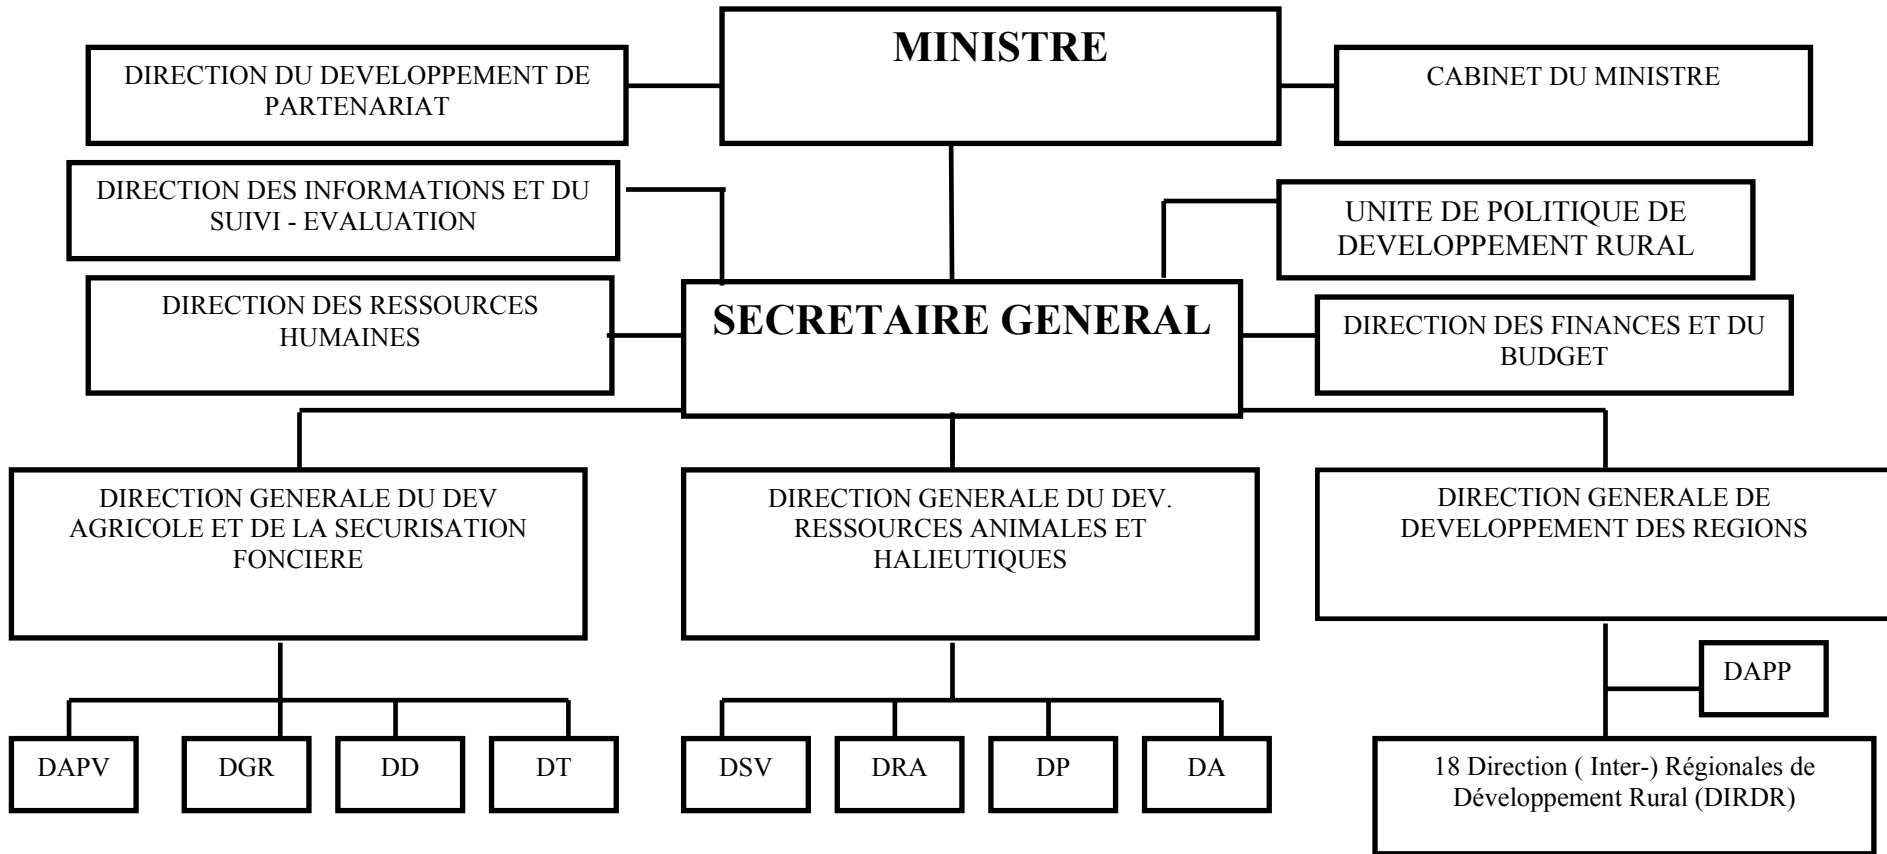 MINISTRE
DIRECTION DU DEVELOPPEMENT DE
PARTENARIAT
CABINET DU MINISTRE
DIRECTION DES INFORMATIONS ET DU
SUIVI - EVALUATION
UNITE DE POLITIQUE DE
DEVELOPPEMENT RURAL
DIRECTION DES RESSOURCES
HUMAINES
SECRETAIRE GENERAL
DIRECTION DES FINANCES ET DU
BUDGET
DIRECTION GENERALE DU DEV
AGRICOLE ET DE LA SECURISATION
FONCIERE
DIRECTION GENERALE DU DEV.
RESSOURCES ANIMALES ET
HALIEUTIQUES
DIRECTION GENERALE DE
DEVELOPPEMENT DES REGIONS
DAPP
DAPV
DGR
DD
DT
DSV
DRA
DP
DA
18 Direction ( Inter-) Régionales de
Développement Rural (DIRDR)